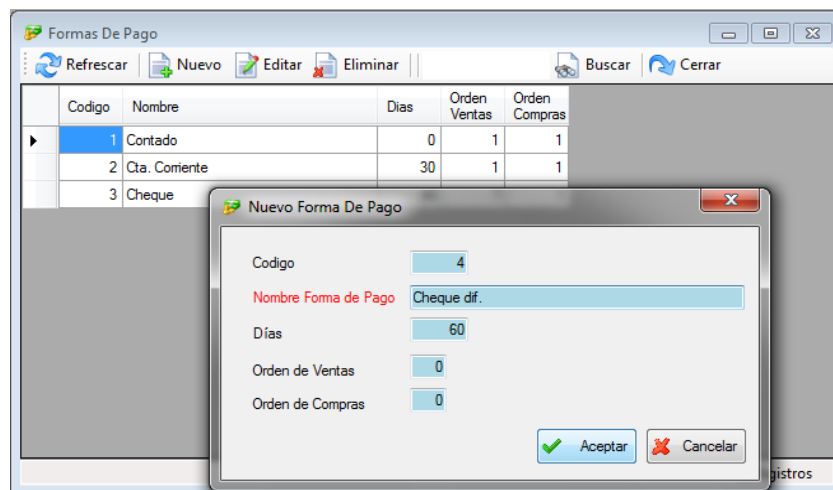 Formas De Pago
Refrescar Nuevo Editar Eliminar Buscar Cerrar
Codigo Nombre Dias Orden Ventas Orden Compras
1 Contado 0 1 1
2 Cta. Corriente 30 1 1
3 Cheque
Nuevo Forma De Pago
Codigo 4
Nombre Forma de Pago Cheque dif.
Días 60
Orden de Ventas 0
Orden de Compras 0
Aceptar Cancelar